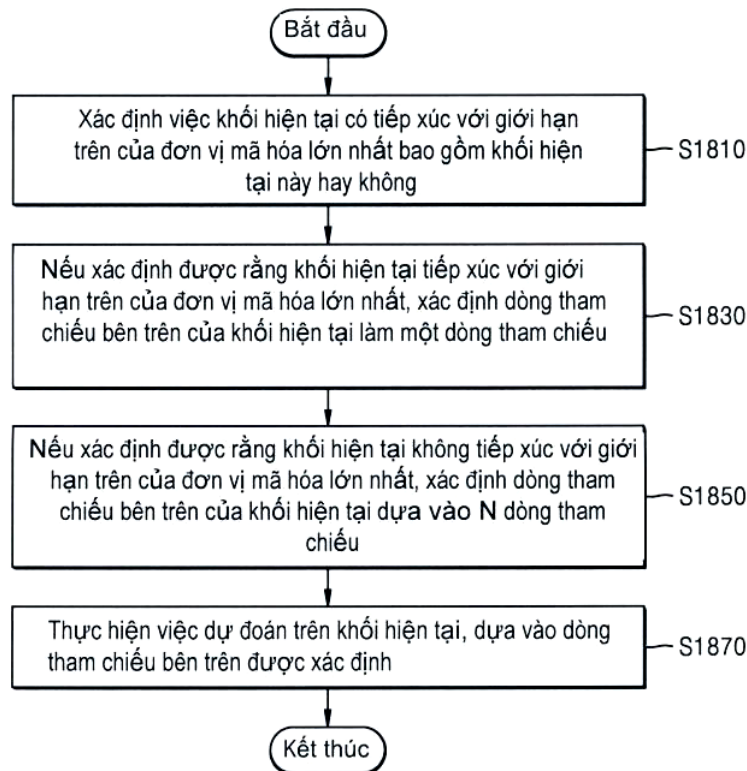 Bắt đầu
Xác định việc khối hiện tại có tiếp xúc với giới hạn
trên của đơn vị mã hóa lớn nhất bao gồm khối hiện
tại này hay không
S1810
Nếu xác định được rằng khối hiện tại tiếp xúc với giới
hạn trên của đơn vị mã hóa lớn nhất, xác định dòng tham
chiếu bên trên của khối hiện tại làm một dòng tham chiếu
S1830
Nếu xác định được rằng khối hiện tại không tiếp xúc với giới
hạn trên của đơn vị mã hóa lớn nhất, xác định dòng tham
chiếu bên trên của khối hiện tại dựa vào N dòng tham
chiếu
S1850
Thực hiện việc dự đoán trên khối hiện tại, dựa vào dòng
tham chiếu bên trên được xác định
S1870
Kết thúc